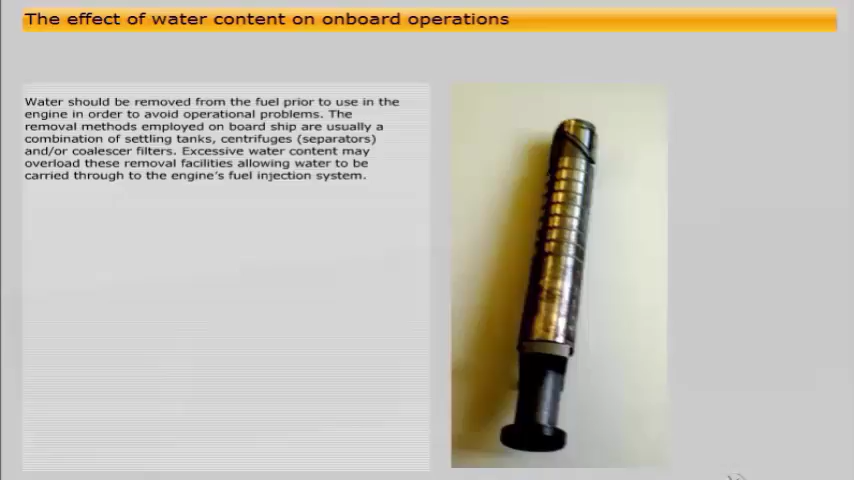 The effect of water content on onboard operations
Water should be removed from the fuel prior to use in the
engine in order to avoid operational problems. The
removal methods employed on board ship are usually a
combination of settling tanks, centrifuges (separators)
and/or coalescer filters. Excessive water content may
overload these removal facilities allowing water to be
carried through to the engine's fuel injection system.